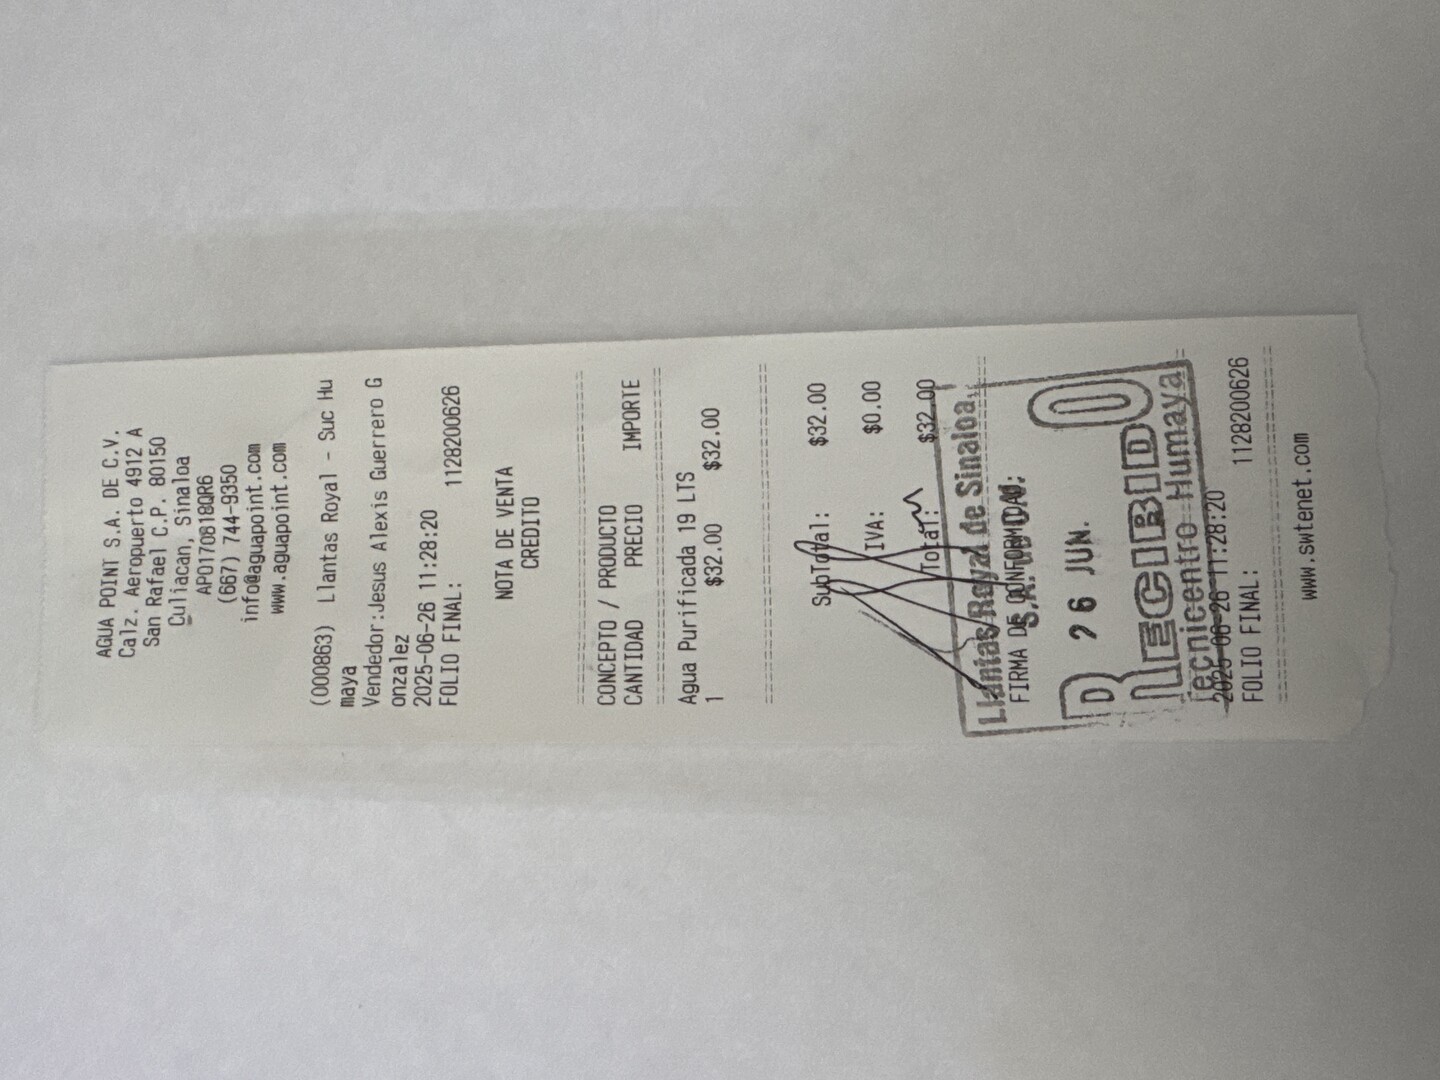 AGUA POINT S.A. DE C.V.
Calz. Aeropuerto 4912 A
San Rafael C.P. 80150
Culiacan, Sinaloa
APO170818QR6
(667) 744-9350
info@aguapoint.com
www.aguapoint.com
(000863) Llantas Royal - Suc Hu
maya
Vendedor:Jesus Alexis Guerrero G
onzalez
2025-06-26 11:28:20
FOLIO FINAL: 1128200626
NOTA DE VENTA
CREDITO
CONCEPTO / PRODUCTO
CANTIDAD PRECIO IMPORTE
Agua Purificada 19 LTS
1 $32.00 $32.00
SubTotal: $32.00
IVA: $0.00
Total: $32.00
Llantas Royal de Sinaloa,
FIRMA DE CONFORMIDAD:
26 JUN.
RECIBIDO
Tecnicentro Humaya
2025-06-26 11:28:20
FOLIO FINAL: 1128200626
www.swtenet.com